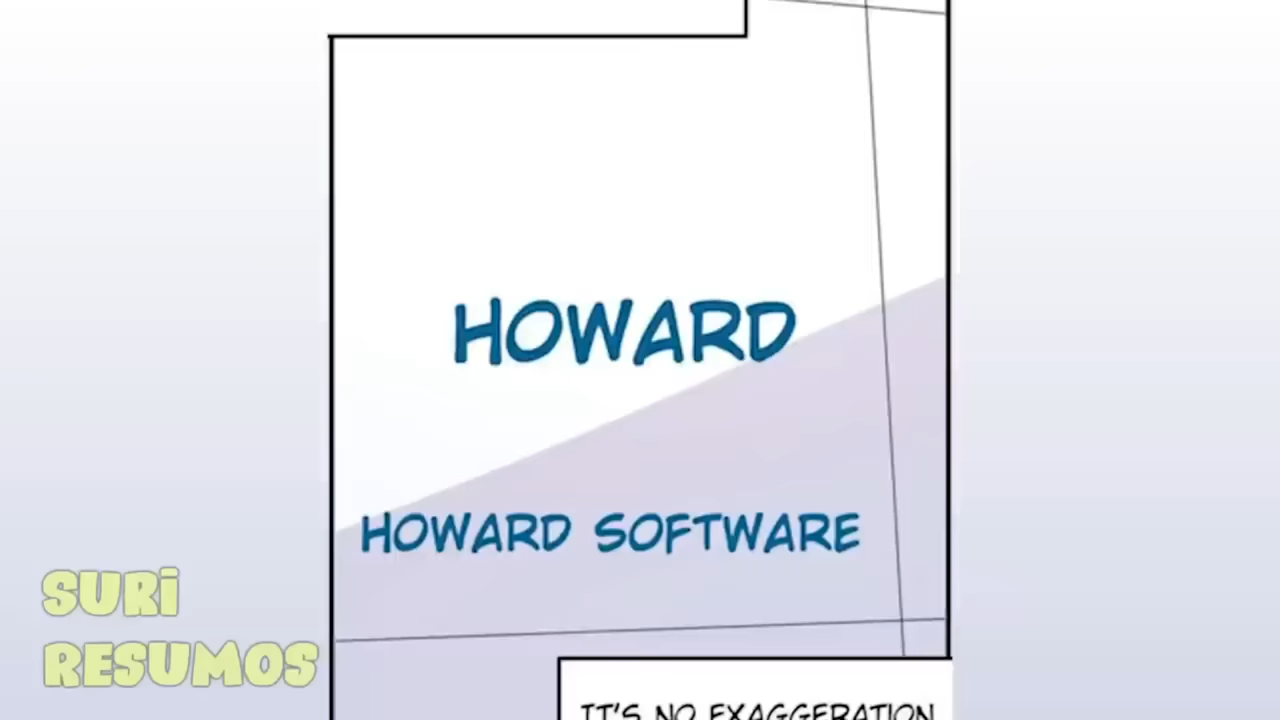 HOWARD
HOWARD SOFTWARE
SURi
RESUMOS
IT'S NO EXAGGERATION